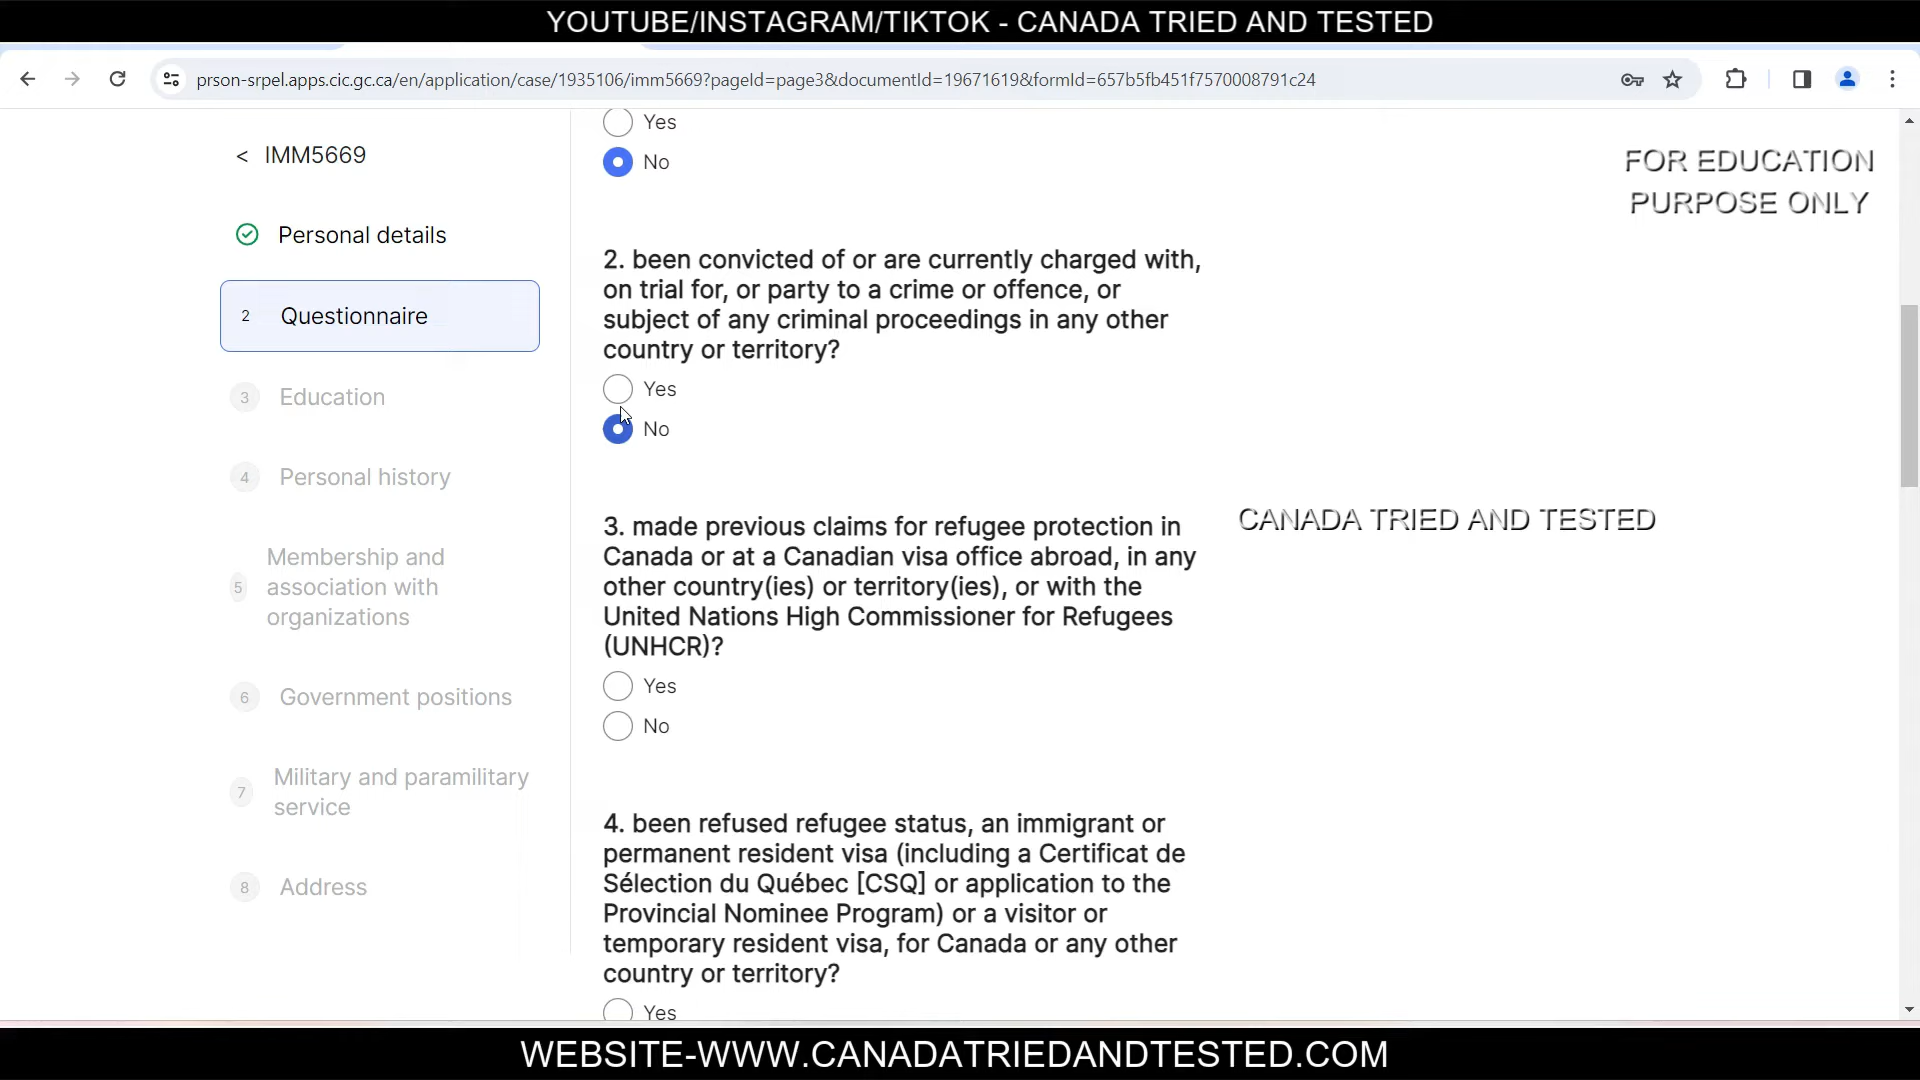 YOUTUBE/INSTAGRAM/TIKTOK - CANADA TRIED AND TESTED
prson-srpel.apps.cic.gc.ca/en/application/case/1935106/imm5669?pageId=page3&documentId=19671619&formId=657b5fb451f7570008791c24
< IMM5669
Personal details
2 Questionnaire
3 Education
4 Personal history
5 Membership and
association with
organizations
6 Government positions
7 Military and paramilitary
service
8 Address
Yes
No
2. been convicted of or are currently charged with,
on trial for, or party to a crime or offence, or
subject of any criminal proceedings in any other
country or territory?
Yes
No
3. made previous claims for refugee protection in
Canada or at a Canadian visa office abroad, in any
other country(ies) or territory(ies), or with the
United Nations High Commissioner for Refugees
(UNHCR)?
Yes
No
4. been refused refugee status, an immigrant or
permanent resident visa (including a Certificat de
Sélection du Québec [CSQ] or application to the
Provincial Nominee Program) or a visitor or
temporary resident visa, for Canada or any other
country or territory?
Yes
FOR EDUCATION
PURPOSE ONLY
CANADA TRIED AND TESTED
WEBSITE-WWW.CANADATRIEDANDTESTED.COM